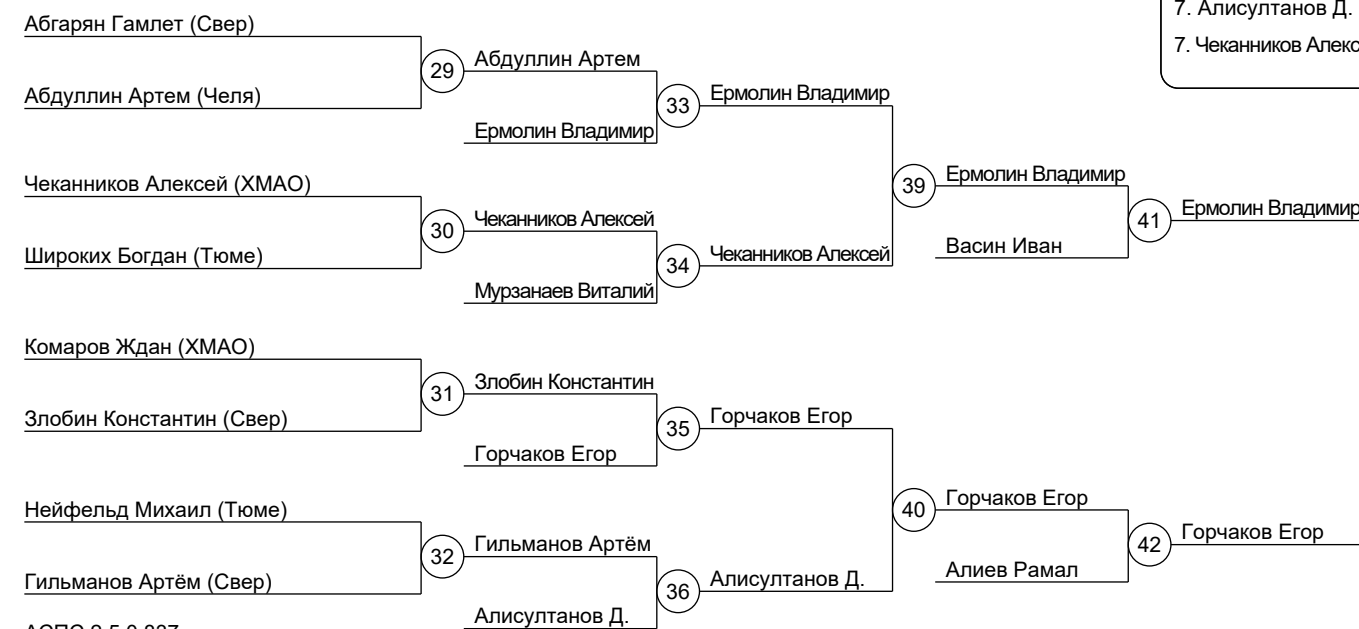 7. Алисултанов Д.
Абгарян Гамлет (Свер)
7. Чеканников
29
Абдуллин Артем
Абдуллин Артем (Челя)
33
Ермолин Владимир
Ермолин Владимир
Чеканников Алексей (ХМАО)
39
Ермолин Владимир
30
Чеканников Алексей
41
Ермолин Владимир
Широких Богдан (Тюме)
34
Чеканников Алексей
Васин Иван
Мурзанаев Виталий
Комаров Ждан (ХМАО)
31
Злобин Константин
Злобин Константин (Свер)
35
Горчаков Егор
Горчаков Егор
Нейфельд Михаил (Тюме)
40
Горчаков Егор
32
Гильманов Артём
42
Горчаков Егор
Гильманов Артём (Свер)
36
Алисултанов Д.
Алиев Рамал
Алисултанов Д.